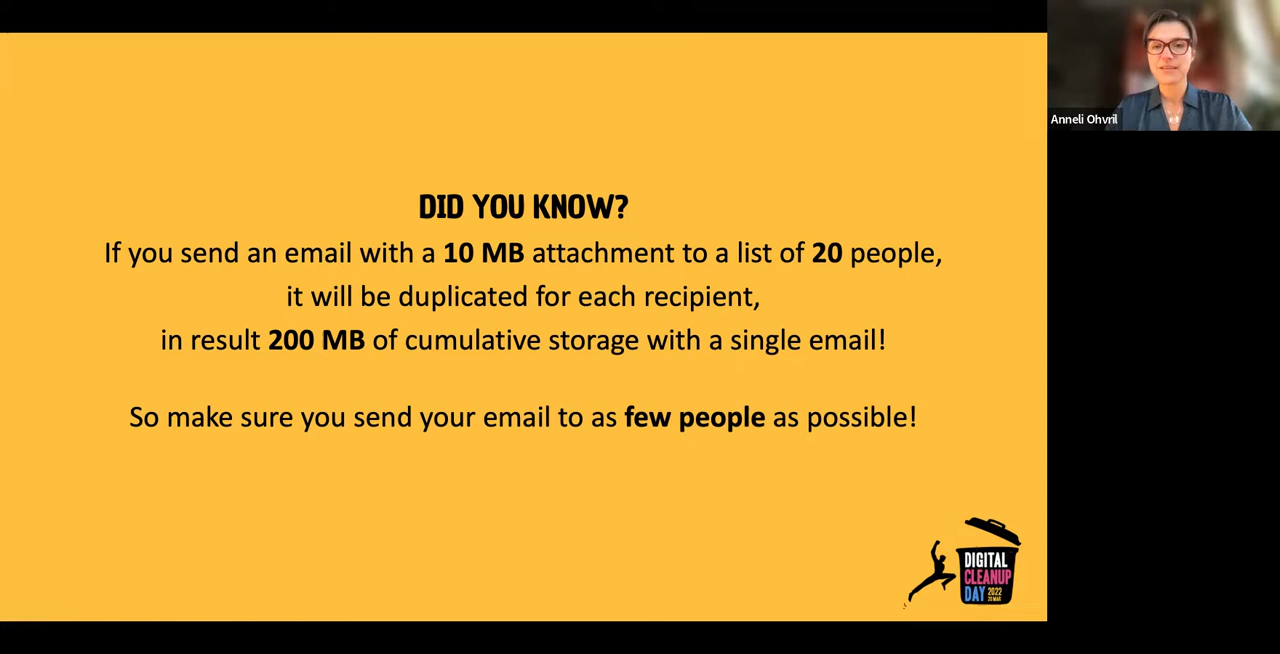 DID YOU KNOW?
If you send an email with a 10 MB attachment to a list of 20 people,
it will be duplicated for each recipient,
in result 200 MB of cumulative storage with a single email!
So make sure you send your email to as few people as possible!
Anneli Ohvril
DIGITAL
CLEANUP
DAY 2022
20 MAR